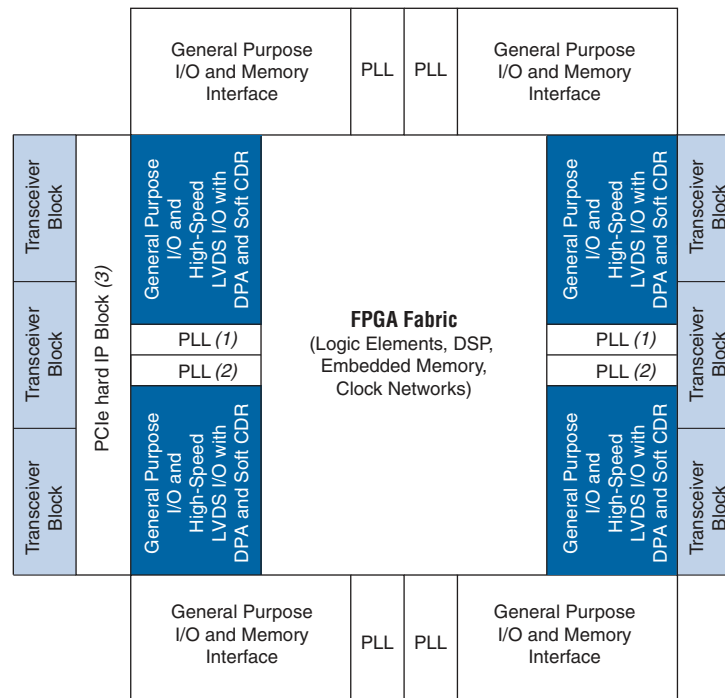 General Purpose
I/O and Memory
Interface
PLL
PLL
General Purpose
I/O and Memory
Interface
Transceiver
Block
Transceiver
Block
Transceiver
Block
PCIe hard IP Block (3)
General Purpose
I/O and
High-Speed
LVDS I/O with
DPA and Soft CDR
PLL (1)
PLL (2)
General Purpose
I/O and
High-Speed
LVDS I/O with
DPA and Soft CDR
FPGA Fabric
(Logic Elements, DSP,
Embedded Memory,
Clock Networks)
General Purpose
I/O and
High-Speed
LVDS I/O with
DPA and Soft CDR
PLL (1)
PLL (2)
General Purpose
I/O and
High-Speed
LVDS I/O with
DPA and Soft CDR
Transceiver
Block
Transceiver
Block
Transceiver
Block
General Purpose
I/O and Memory
Interface
PLL
PLL
General Purpose
I/O and Memory
Interface